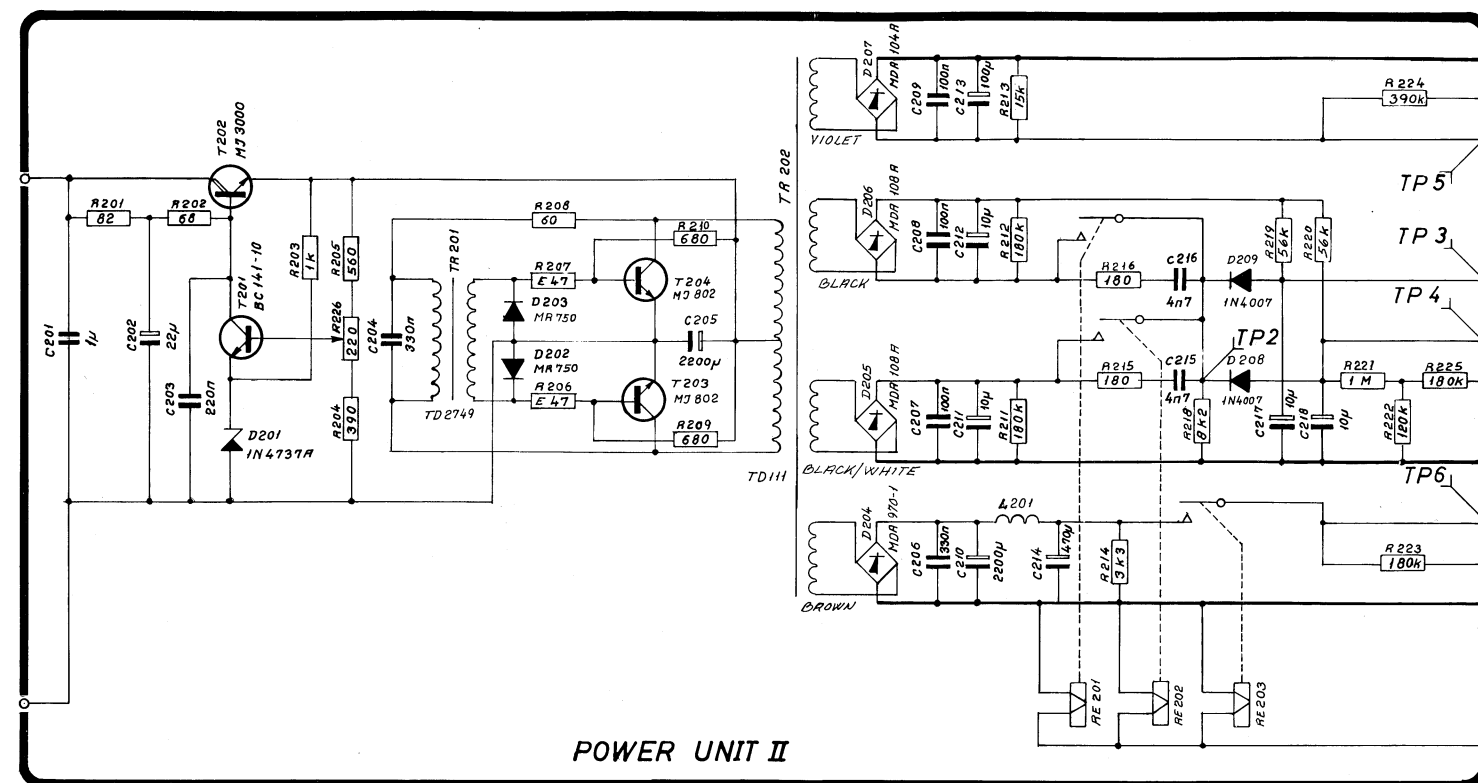 T202
MJ3000
R201
82
R202
68
T201
BC141-10
R203
1k
R205
560
R226
220
R204
390
C201
1µ
C202
22µ
C203
220n
D201
1N4737A
R208
60
TR201
C204
330n
TD2749
R207
E47
D203
MR750
D202
MR750
R206
E47
R210
680
T204
MJ802
C205
2200µ
T203
MJ802
R209
680
TR202
TD111
D207
MDA104A
C209
100n
C213
100µ
R213
15k
VIOLET
R224
390k
TP5
D206
MDA108A
C208
100n
C212
10µ
R212
180k
BLACK
R216
180
C216
4n7
D209
1N4007
R219
56k
R220
56k
TP3
TP4
TP2
D205
MDA108A
C207
100n
C211
10µ
R211
180k
BLACK/WHITE
R215
180
C215
4n7
D208
1N4007
R218
8k2
C217
10µ
C218
10µ
R221
1M
R225
180k
R222
120k
TP6
D204
MDA970-1
C206
330n
C210
2200µ
L201
C214
470µ
R214
3k3
BROWN
R223
180k
RE201
RE202
RE203
POWER UNIT II